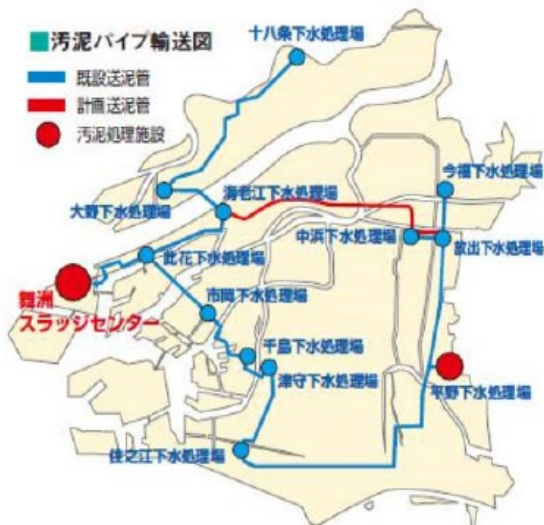 汚泥パイプ輸送図
既設送泥管
計画送泥管
汚泥処理施設
十八条下水処理場
今福下水処理場
大野下水処理場
海老江下水処理場
中浜下水処理場
放出下水処理場
此花下水処理場
舞洲
スラッジセンター
市岡下水処理場
千島下水処理場
津守下水処理場
平野下水処理場
住之江下水処理場